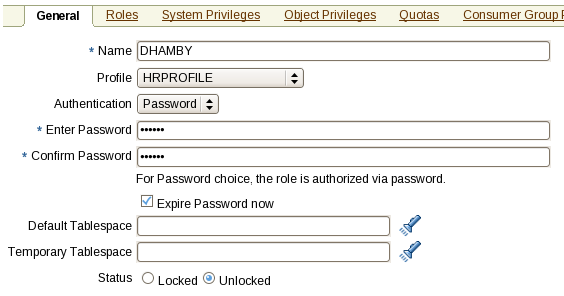 General Roles System Privileges Object Privileges Quotas Consumer Group
* Name DHAMBY
Profile HRPROFILE
Authentication Password
* Enter Password ••••••
* Confirm Password ••••••
For Password choice, the role is authorized via password.
Expire Password now
Default Tablespace
Temporary Tablespace
Status Locked Unlocked